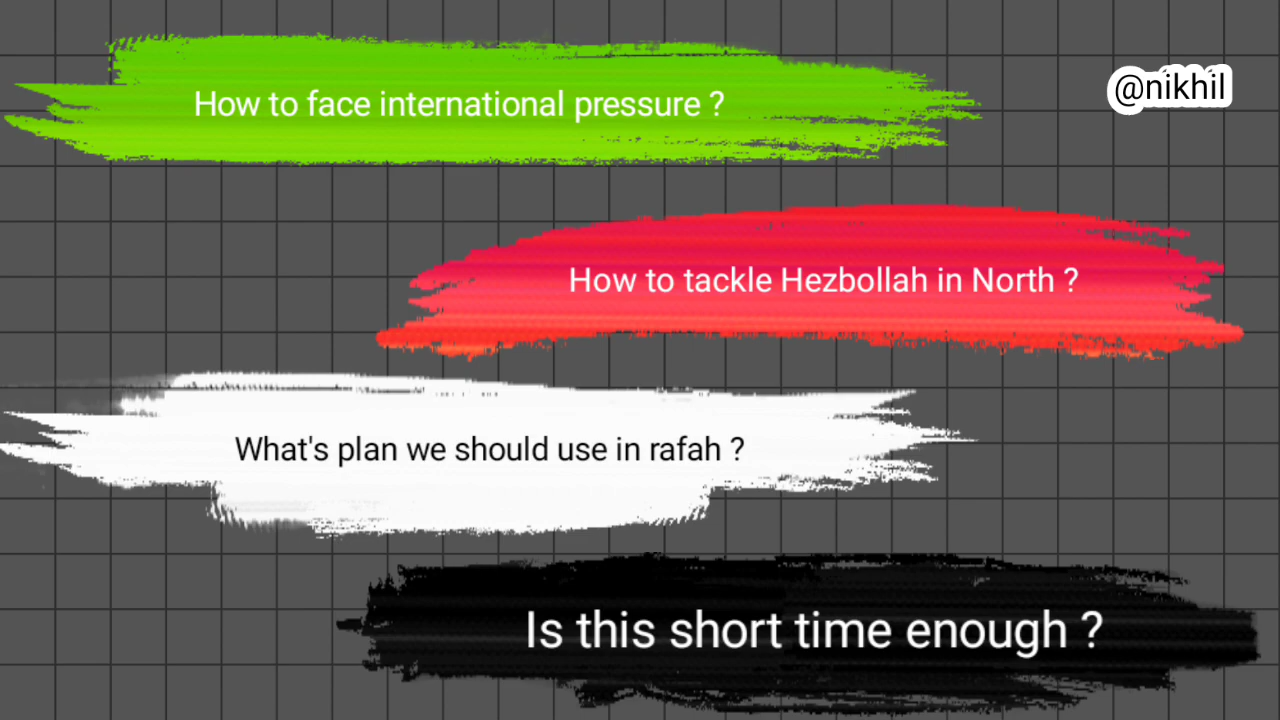 How to face international pressure ?
@nikhil
How to tackle Hezbollah in North ?
What's plan we should use in rafah ?
Is this short time enough ?